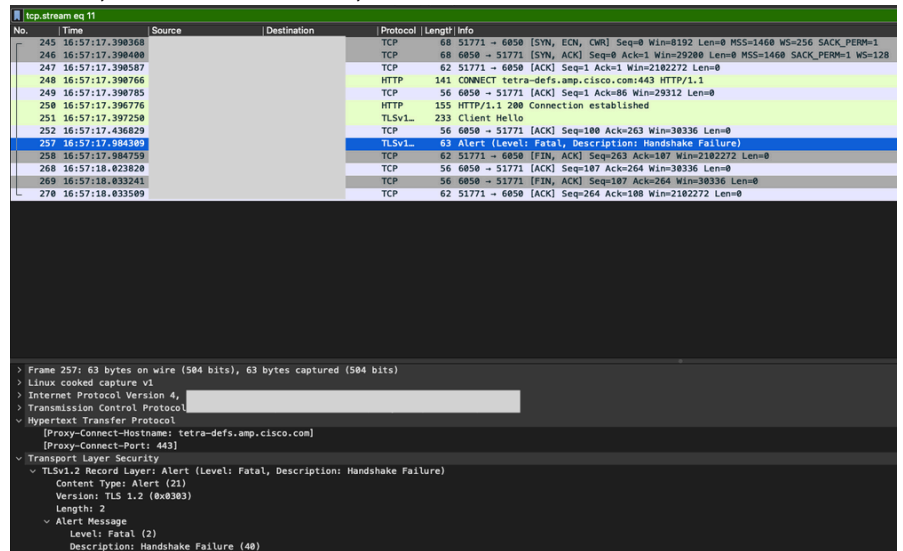 tcp.stream eq 11
No. Time Source Destination Protocol Length Info
245 16:57:17.390368 TCP 68 51771 → 6050 [SYN, ECN, CWR] Seq=0 Win=8192 Len=0 MSS=1460 WS=256 SACK_PERM=1
246 16:57:17.390400 TCP 68 6050 → 51771 [SYN, ACK] Seq=0 Ack=1 Win=29200 Len=0 MSS=1460 SACK_PERM=1 WS=128
247 16:57:17.390587 TCP 62 51771 → 6050 [ACK] Seq=1 Ack=1 Win=2102272 Len=0
248 16:57:17.390766 HTTP 141 CONNECT tetra-defs.amp.cisco.com:443 HTTP/1.1
249 16:57:17.390785 TCP 56 6050 → 51771 [ACK] Seq=1 Ack=86 Win=29312 Len=0
250 16:57:17.396776 HTTP 155 HTTP/1.1 200 Connection established
251 16:57:17.397250 TLSv1… 233 Client Hello
252 16:57:17.436829 TCP 56 6050 → 51771 [ACK] Seq=100 Ack=263 Win=30336 Len=0
257 16:57:17.984309 TLSv1… 63 Alert (Level: Fatal, Description: Handshake Failure)
258 16:57:17.984759 TCP 62 51771 → 6050 [FIN, ACK] Seq=263 Ack=107 Win=2102272 Len=0
268 16:57:18.023820 TCP 56 6050 → 51771 [ACK] Seq=107 Ack=264 Win=30336 Len=0
269 16:57:18.033241 TCP 56 6050 → 51771 [FIN, ACK] Seq=107 Ack=264 Win=30336 Len=0
270 16:57:18.033509 TCP 62 51771 → 6050 [ACK] Seq=264 Ack=108 Win=2102272 Len=0
> Frame 257: 63 bytes on wire (504 bits), 63 bytes captured (504 bits)
> Linux cooked capture v1
> Internet Protocol Version 4,
> Transmission Control Protocol
Hypertext Transfer Protocol
[Proxy-Connect-Hostname: tetra-defs.amp.cisco.com]
[Proxy-Connect-Port: 443]
Transport Layer Security
TLSv1.2 Record Layer: Alert (Level: Fatal, Description: Handshake Failure)
Content Type: Alert (21)
Version: TLS 1.2 (0x0303)
Length: 2
Alert Message
Level: Fatal (2)
Description: Handshake Failure (40)